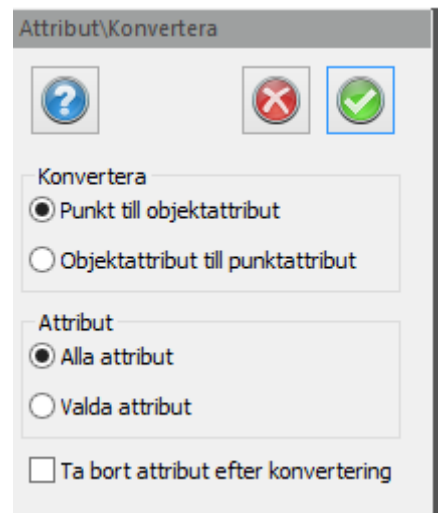 Attribut\Konvertera
?
Konvertera
Punkt till objektattribut
Objektattribut till punktattribut
Attribut
Alla attribut
Valda attribut
Ta bort attribut efter konvertering